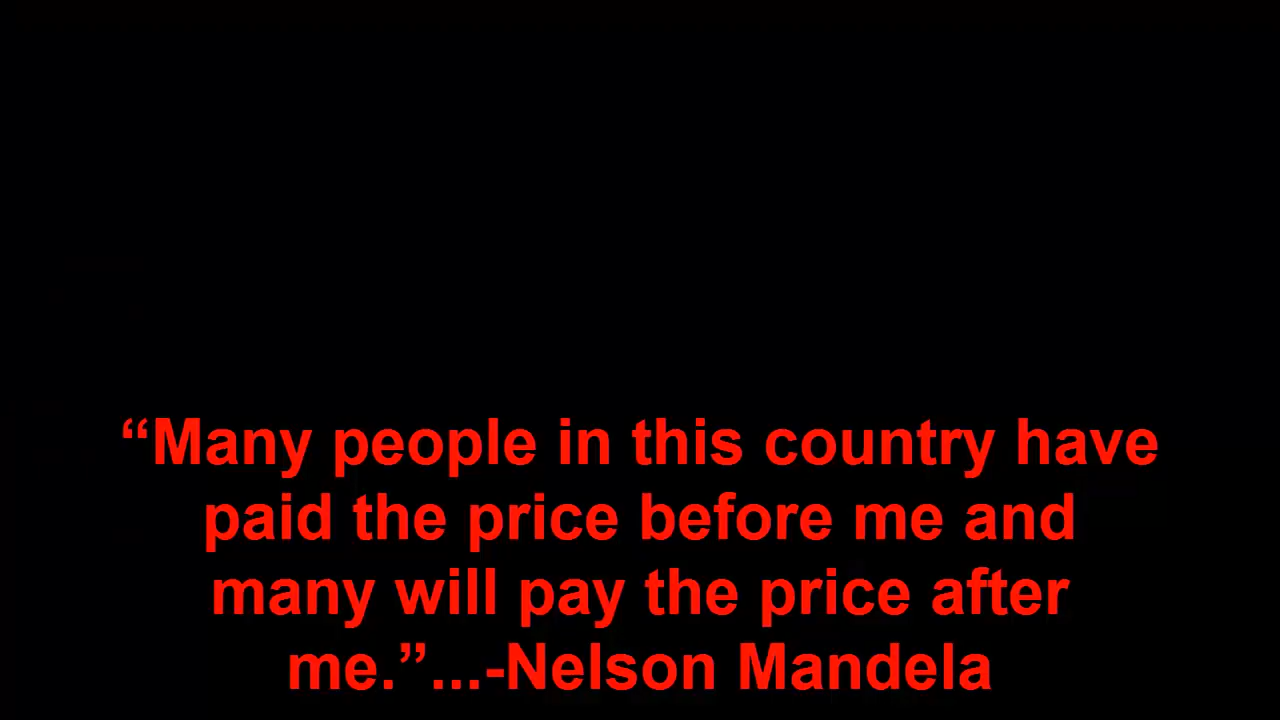 “Many people in this country have
paid the price before me and
many will pay the price after
me.”...-Nelson Mandela